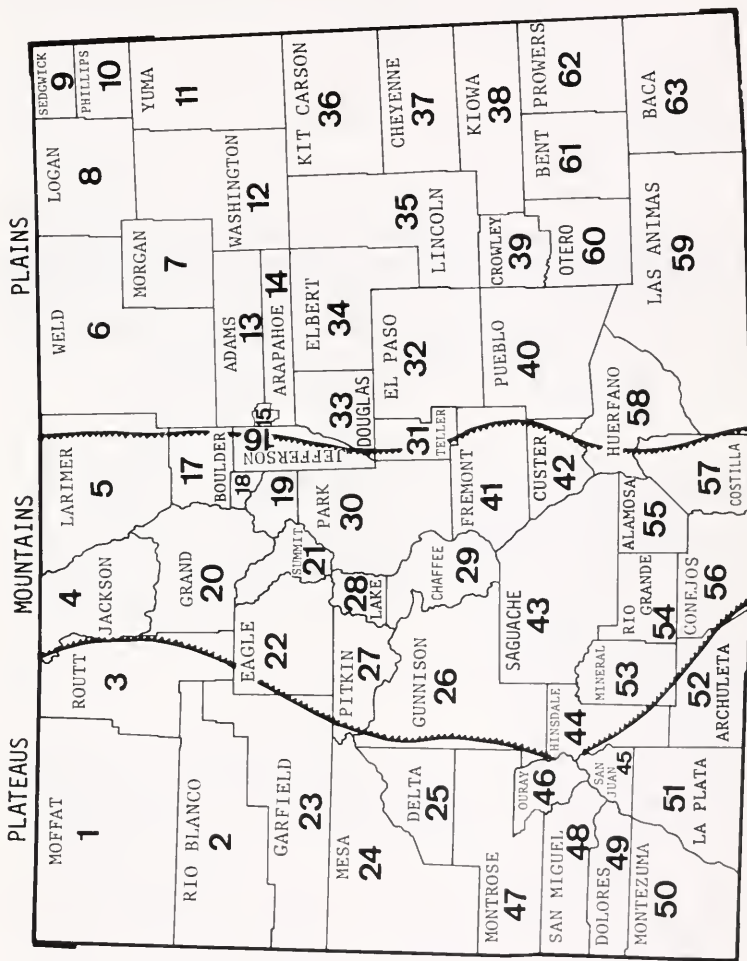 PLATEAUS
MOUNTAINS
PLAINS
MOFFAT
1
ROUTT
3
4
JACKSON
LARIMER
5
WELD
6
LOGAN
8
SEDGWICK
9
PHILLIPS
10
RIO BLANCO
2
GRAND
20
17
BOULDER
18
MORGAN
7
WASHINGTON
12
YUMA
11
GARFIELD
23
EAGLE
22
SUMMIT
21
19
16
JEFFERSON
15
ADAMS
13
ARAPAHOE 14
MESA
24
PITKIN
27
28
LAKE
PARK
30
33
DOUGLAS
ELBERT
34
35
LINCOLN
KIT CARSON
36
DELTA
25
GUNNISON
26
CHAFFEE
29
31
TELLER
EL PASO
32
CHEYENNE
37
MONTROSE
47
OURAY
46
FREMONT
41
PUEBLO
40
CROWLEY
39
KIOWA
38
SAN MIGUEL
48
HINSDALE
44
SAGUACHE
43
CUSTER
42
OTERO
60
BENT
61
PROWERS
62
DOLORES
49
SAN
JUAN
45
MINERAL
53
RIO
GRANDE
54
ALAMOSA
55
HUERFANO
58
LAS ANIMAS
59
BACA
63
MONTEZUMA
50
51
LA PLATA
52
ARCHULETA
CONEJOS
56
57
COSTILLA